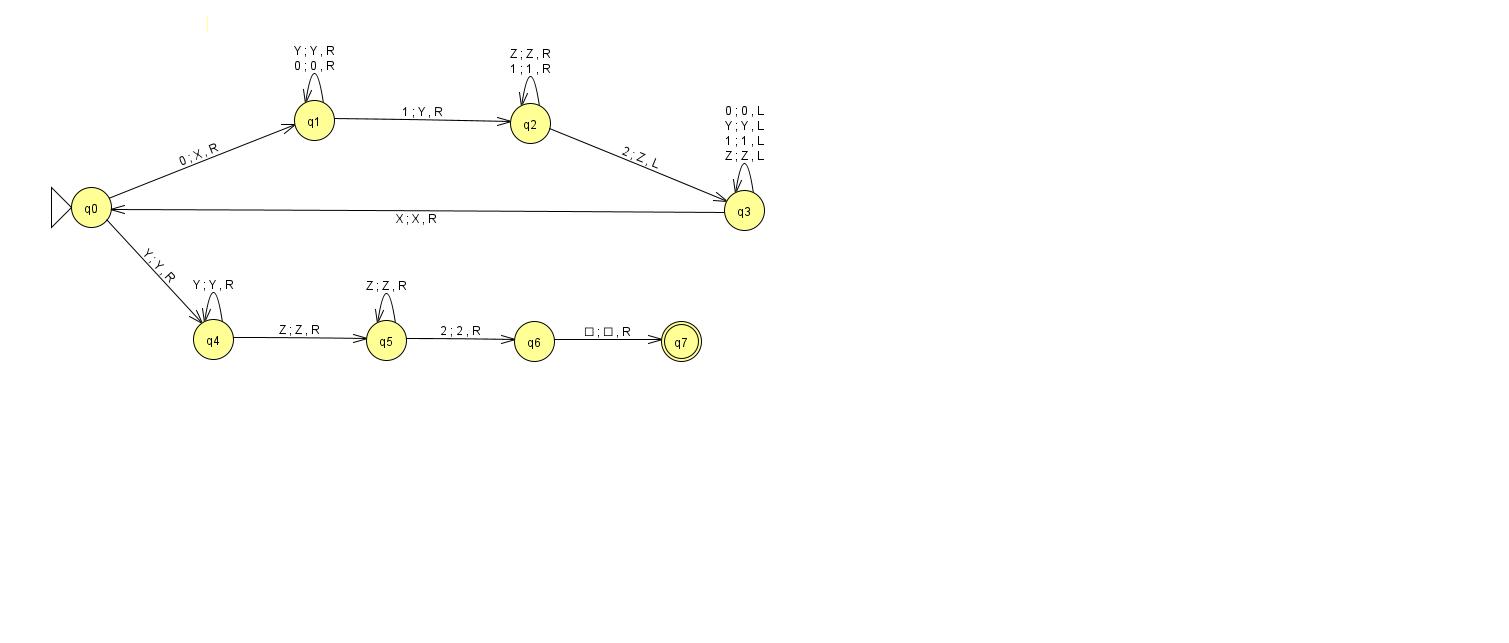 Y ; Y , R
0 ; 0 , R
Z ; Z , R
1 ; 1 , R
0 ; 0 , L
Y ; Y , L
1 ; 1 , L
Z ; Z , L
q1
1 ; Y , R
q2
0 ; X , R
2 ; Z , L
q0
q3
X ; X , R
Y ; Y , R
Y ; Y , R
Z ; Z , R
q4
Z ; Z , R
q5
2 ; 2 , R
q6
□ ; □ , R
q7